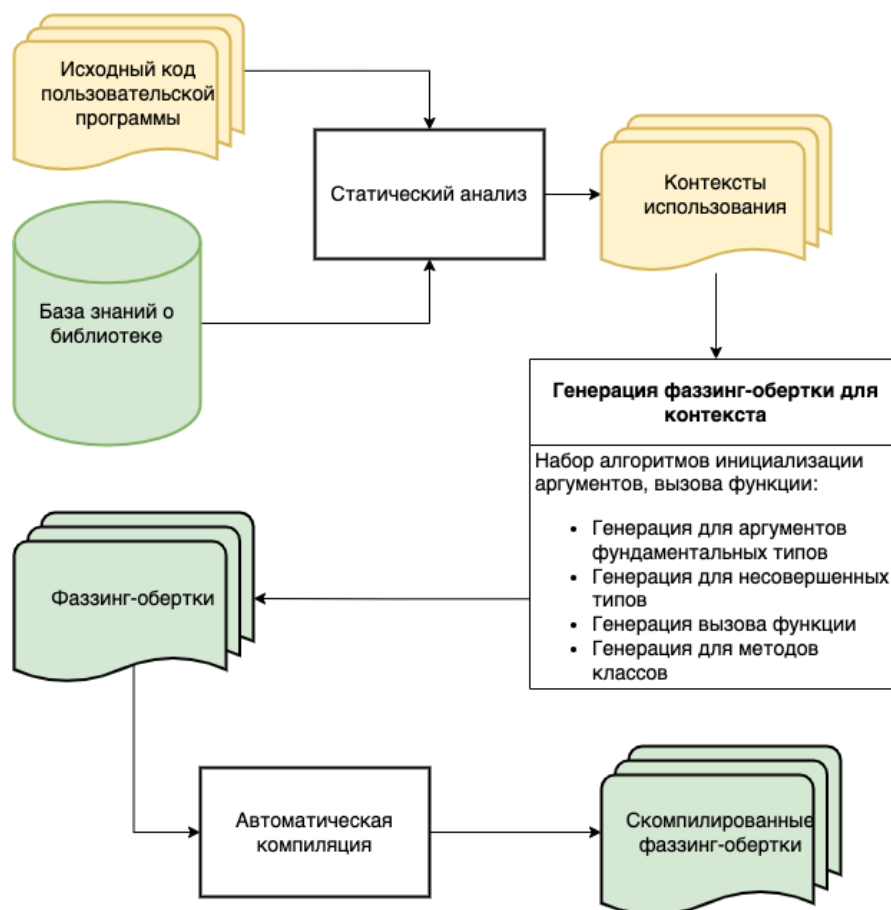 Исходный код
пользовательской
программы
Статический анализ
Контексты
использования
База знаний о
библиотеке
Генерация фаззинг-обертки для
контекста
Набор алгоритмов инициализации
аргументов, вызова функции:
• Генерация для аргументов
фундаментальных типов
• Генерация для несовершенных
типов
• Генерация вызова функции
• Генерация для методов
классов
Фаззинг-обертки
Автоматическая
компиляция
Скомпилированные
фаззинг-обертки